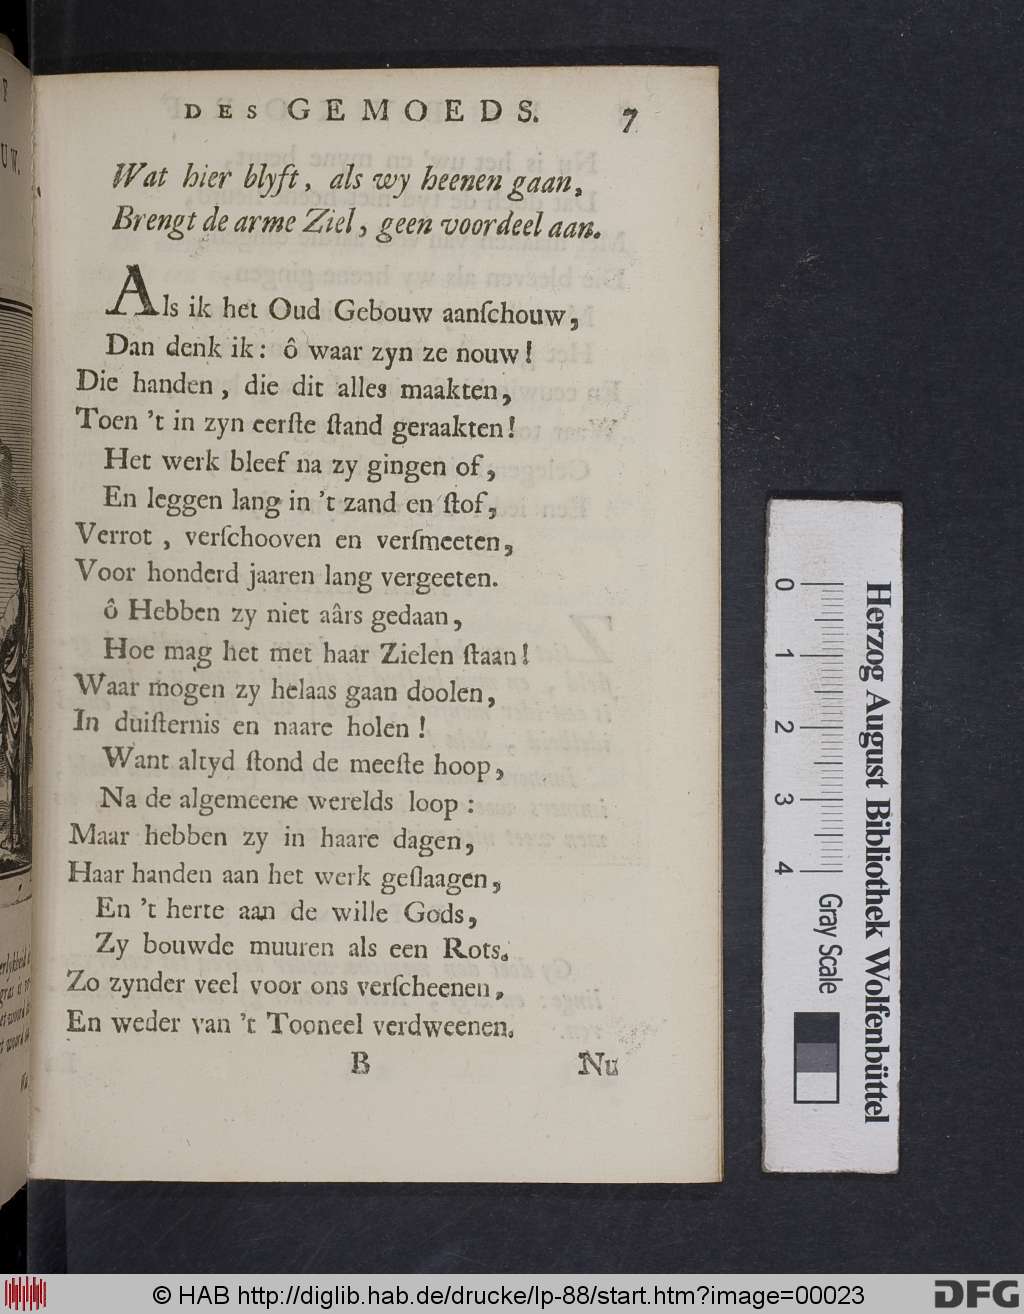 DES GEMOEDS. 7
Wat hier blyft, als wy heenen gaan,
Brengt de arme Ziel, geen voordeel aan.
Als ik het Oud Gebouw aanſchouw,
Dan denk ik: ô waar zyn ze nouw!
Die handen, die dit alles maakten,
Toen 't in zyn eerſte ſtand geraakten!
Het werk bleef na zy gingen of,
En leggen lang in 't zand en ſtof,
Verrot, verſchooven en verſmeeten,
Voor honderd jaaren lang vergeeten.
ô Hebben zy niet aârs gedaan,
Hoe mag het met haar Zielen ſtaan!
Waar mogen zy helaas gaan doolen,
In duiſternis en naare holen!
Want altyd ſtond de meeſte hoop,
Na de algemeene werelds loop:
Maar hebben zy in haare dagen,
Haar handen aan het werk geſlaagen,
En 't herte aan de wille Gods,
Zy bouwde muuren als een Rots.
Zo zynder veel voor ons verſcheenen,
En weder van 't Tooneel verdweenen.
B Nu
0 1 2 3 4
Gray Scale
Herzog August Bibliothek Wolfenbüttel
© HAB http://diglib.hab.de/drucke/lp-88/start.htm?image=00023
DFG